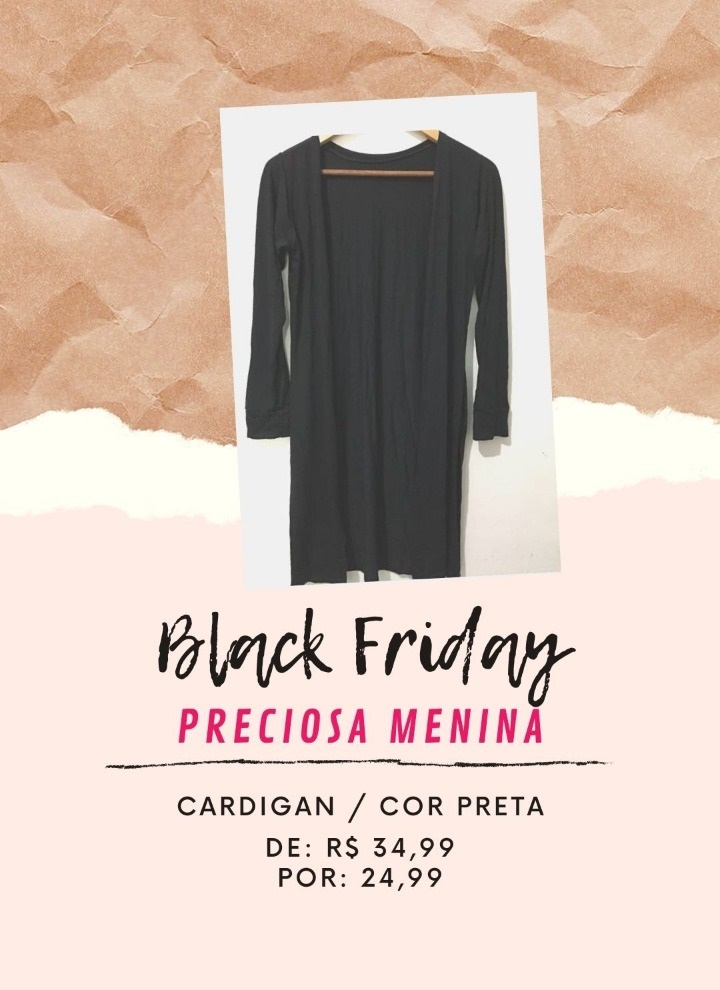 Black Friday
PRECIOSA MENINA
CARDIGAN / COR PRETA
DE: R$ 34,99
POR: 24,99